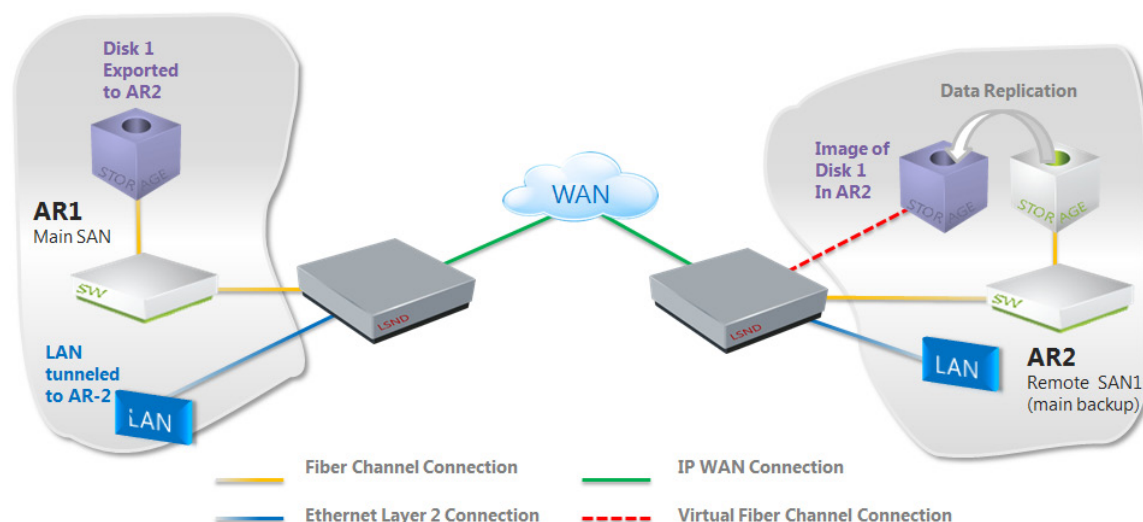 Disk 1
Exported
to AR2
STORAGE
AR1
Main SAN
SW
LSND
LAN
tunneled
to AR-2
LAN
WAN
Data Replication
Image of
Disk 1
In AR2
STORAGE
STORAGE
LSND
SW
LAN
AR2
Remote SAN1
(main backup)
Fiber Channel Connection
IP WAN Connection
Ethernet Layer 2 Connection
Virtual Fiber Channel Connection